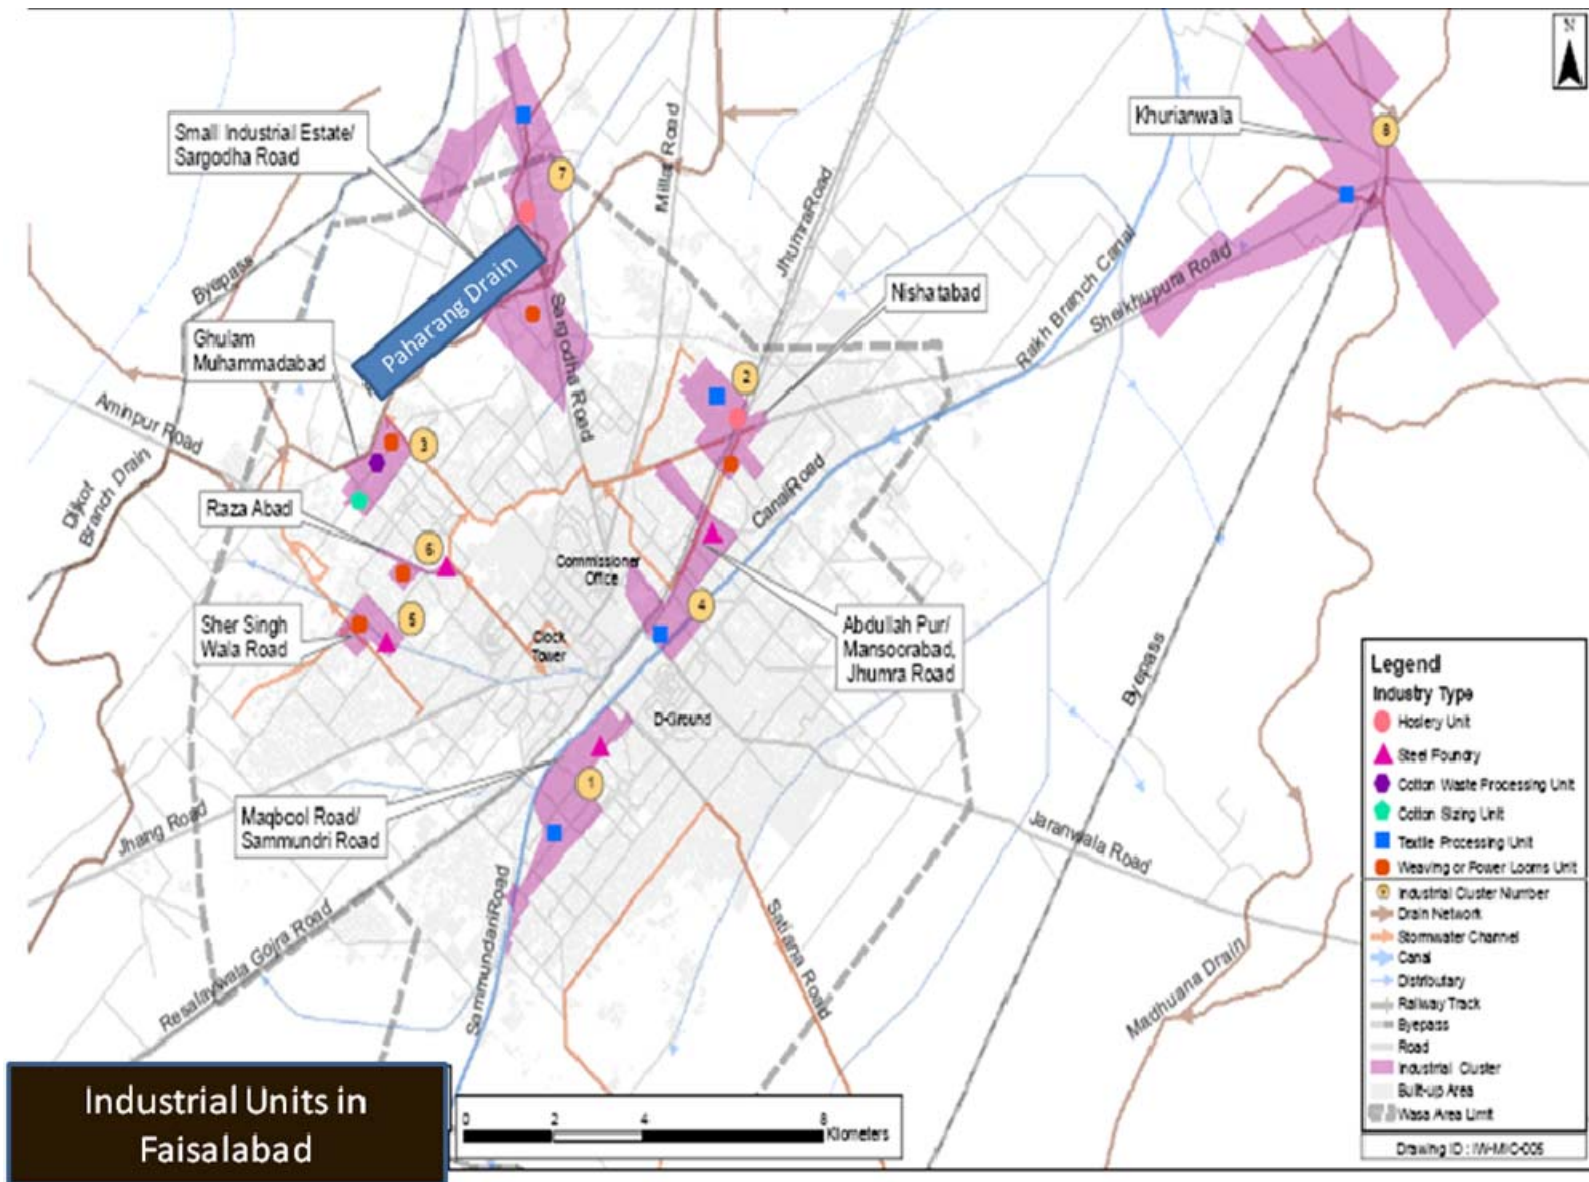 N
Small Industrial Estate/
Sargodha Road
7
Millat Road
Jhumra Road
Khurianwala
8
Byepass
Paharang Drain
Nishatabad
Rakh Branch Canal
Sheikhupura Road
Ghulam
Muhammadabad
Sargodha Road
2
Aminpur Road
3
Dijkot
Branch Drain
Raza Abad
6
Canal Road
Commissioner
Office
4
Sher Singh
Wala Road
5
Clock
Tower
Abdullah Pur/
Mansoorabad,
Jhumra Road
Byepass
D-Ground
1
Maqbool Road/
Sammundri Road
Jhang Road
Jaranwala Road
Sammundari Road
Satiana Road
Resalaywala Gojra Road
Madhuana Drain
Legend
Industry Type
Hosiery Unit
Steel Foundry
Cotton Waste Processing Unit
Cotton Sizing Unit
Textile Processing Unit
Weaving or Power Looms Unit
Industrial Cluster Number
Drain Network
Stormwater Channel
Canal
Distributary
Railway Track
Byepass
Road
Industrial Cluster
Built-up Area
Wasa Area Limit
Drawing ID : IW-MIC-005
0 2 4 8
Kilometers
Industrial Units in
Faisalabad